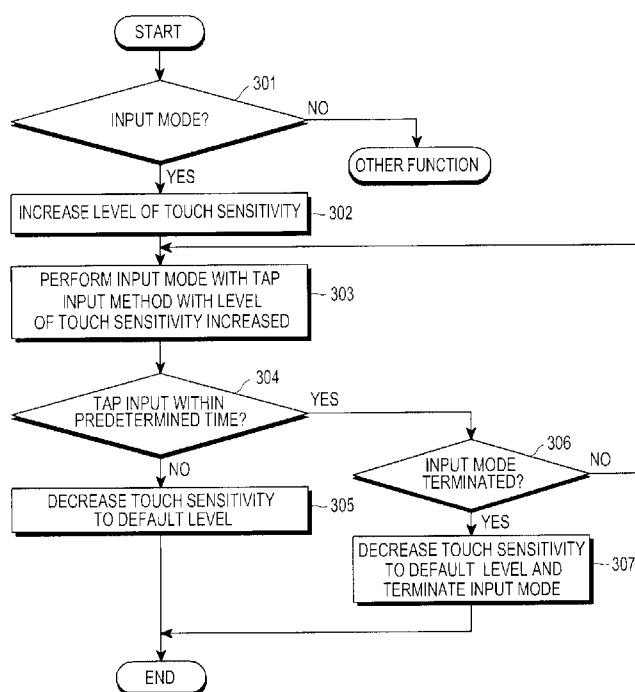 START
301
INPUT MODE?
NO
OTHER FUNCTION
YES
INCREASE LEVEL OF TOUCH SENSITIVITY
302
PERFORM INPUT MODE WITH TAP
INPUT METHOD WITH LEVEL
OF TOUCH SENSITIVITY INCREASED
303
304
TAP INPUT WITHIN
PREDETERMINED TIME?
YES
NO
306
INPUT MODE
TERMINATED?
NO
YES
DECREASE TOUCH SENSITIVITY
TO DEFAULT LEVEL
305
DECREASE TOUCH SENSITIVITY
TO DEFAULT LEVEL AND
TERMINATE INPUT MODE
307
END